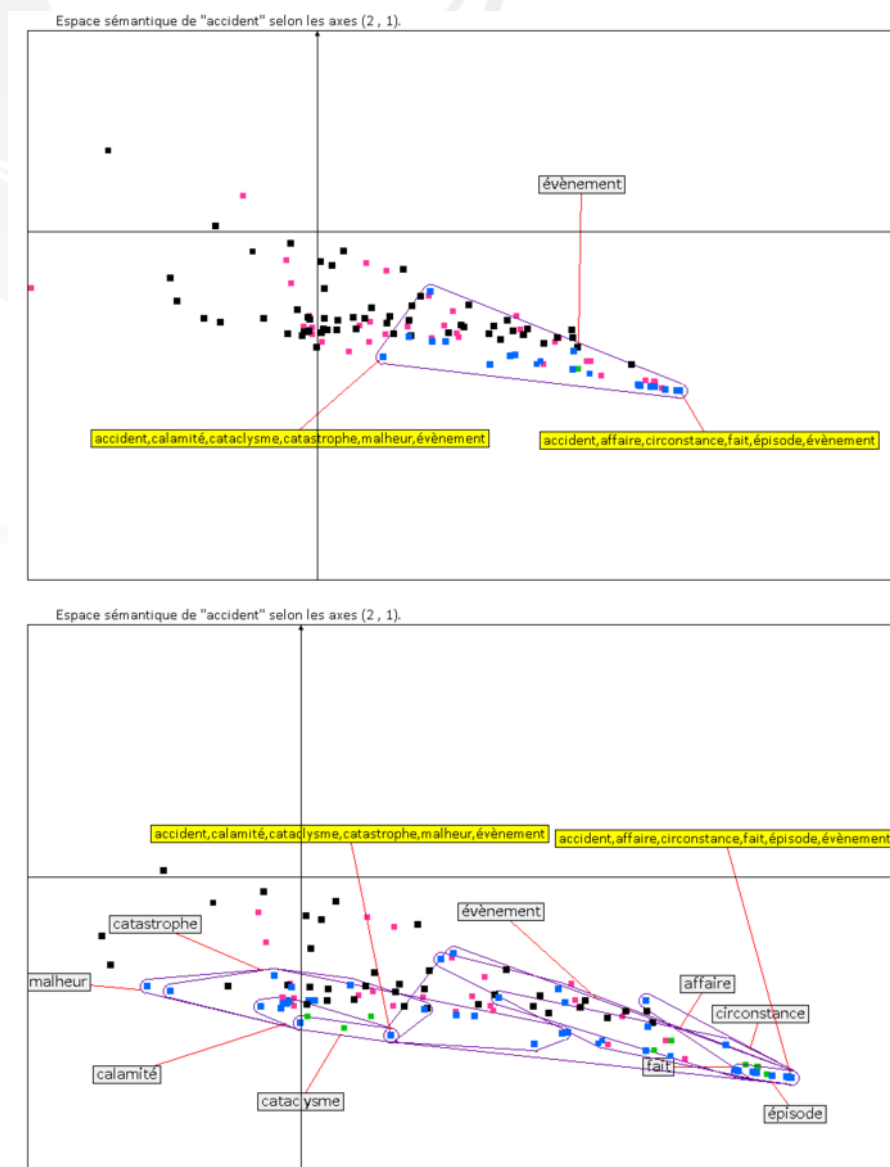 Espace sémantique de "accident" selon les axes (2 , 1).
évènement
accident,calamité,cataclysme,catastrophe,malheur,évènement
accident,affaire,circonstance,fait,épisode,évènement
Espace sémantique de "accident" selon les axes (2 , 1).
accident,calamité,cataclysme,catastrophe,malheur,évènement
accident,affaire,circonstance,fait,épisode,évènement
évènement
catastrophe
malheur
affaire
circonstance
fait
calamité
cataclysme
épisode